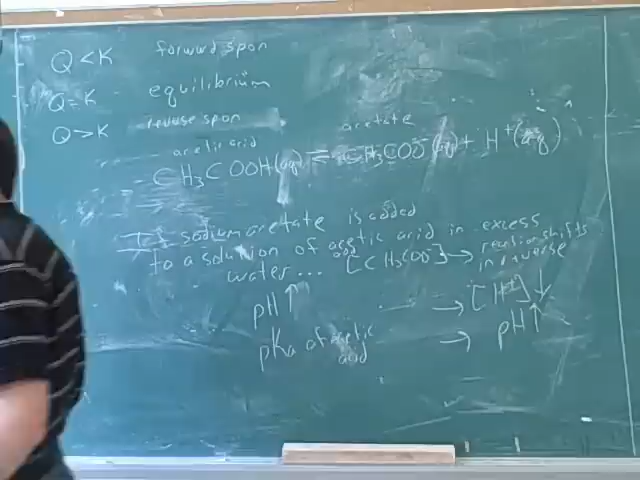 Q < K forward spon
Q = K equilibrium
Q > K reverse spon
acetic acid acetate
CH3COOH(aq) ⇌ CH3COO-(aq) + H+(aq)
If sodium acetate is added
to a solution of acetic acid in excess
water... add [CH3COO-] → reaction shifts
in reverse
pH ↑ → [H+] ↓
pKa of acetic acid → pH ↑